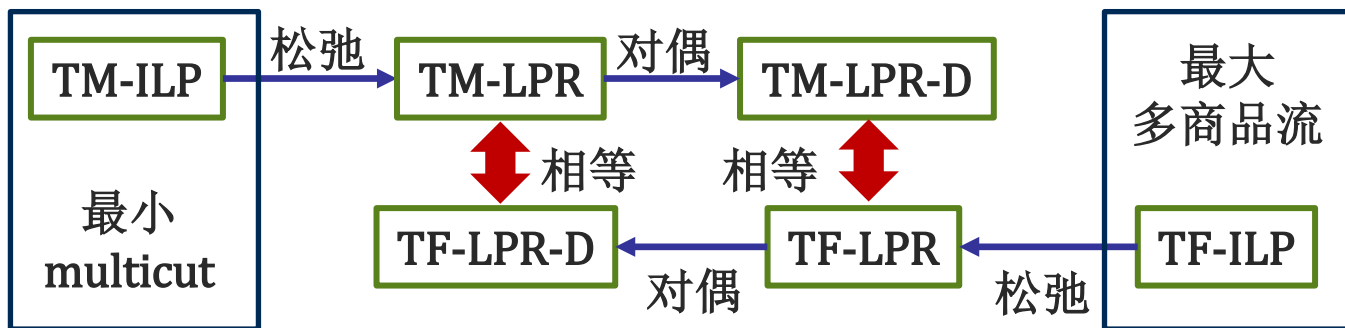 松弛
对偶
TM-ILP
TM-LPR
TM-LPR-D
最大
多商品流
相等
相等
最小
multicut
TF-LPR-D
TF-LPR
TF-ILP
对偶
松弛